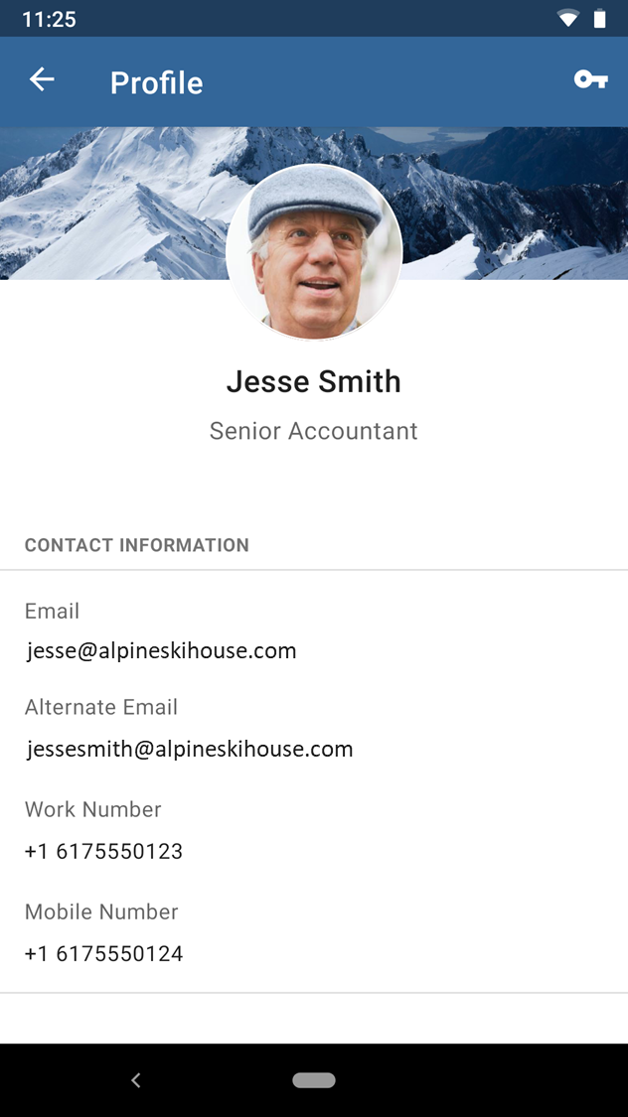 11:25
Profile
Jesse Smith
Senior Accountant
CONTACT INFORMATION
Email
jesse@alpineskihouse.com
Alternate Email
jessesmith@alpineskihouse.com
Work Number
+1 6175550123
Mobile Number
+1 6175550124